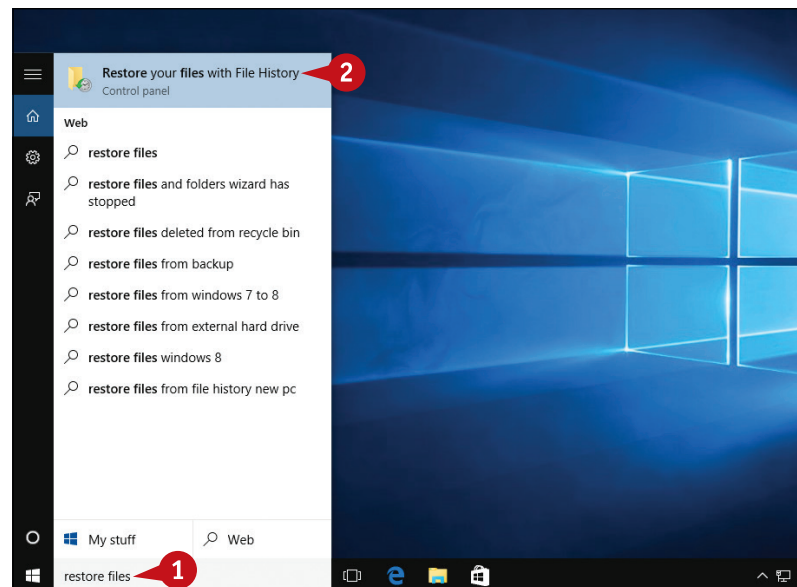 Restore your files with File History
2
Control panel
Web
restore files
restore files and folders wizard has
stopped
restore files deleted from recycle bin
restore files from backup
restore files from windows 7 to 8
restore files from external hard drive
restore files windows 8
restore files from file history new pc
My stuff
Web
restore files
1